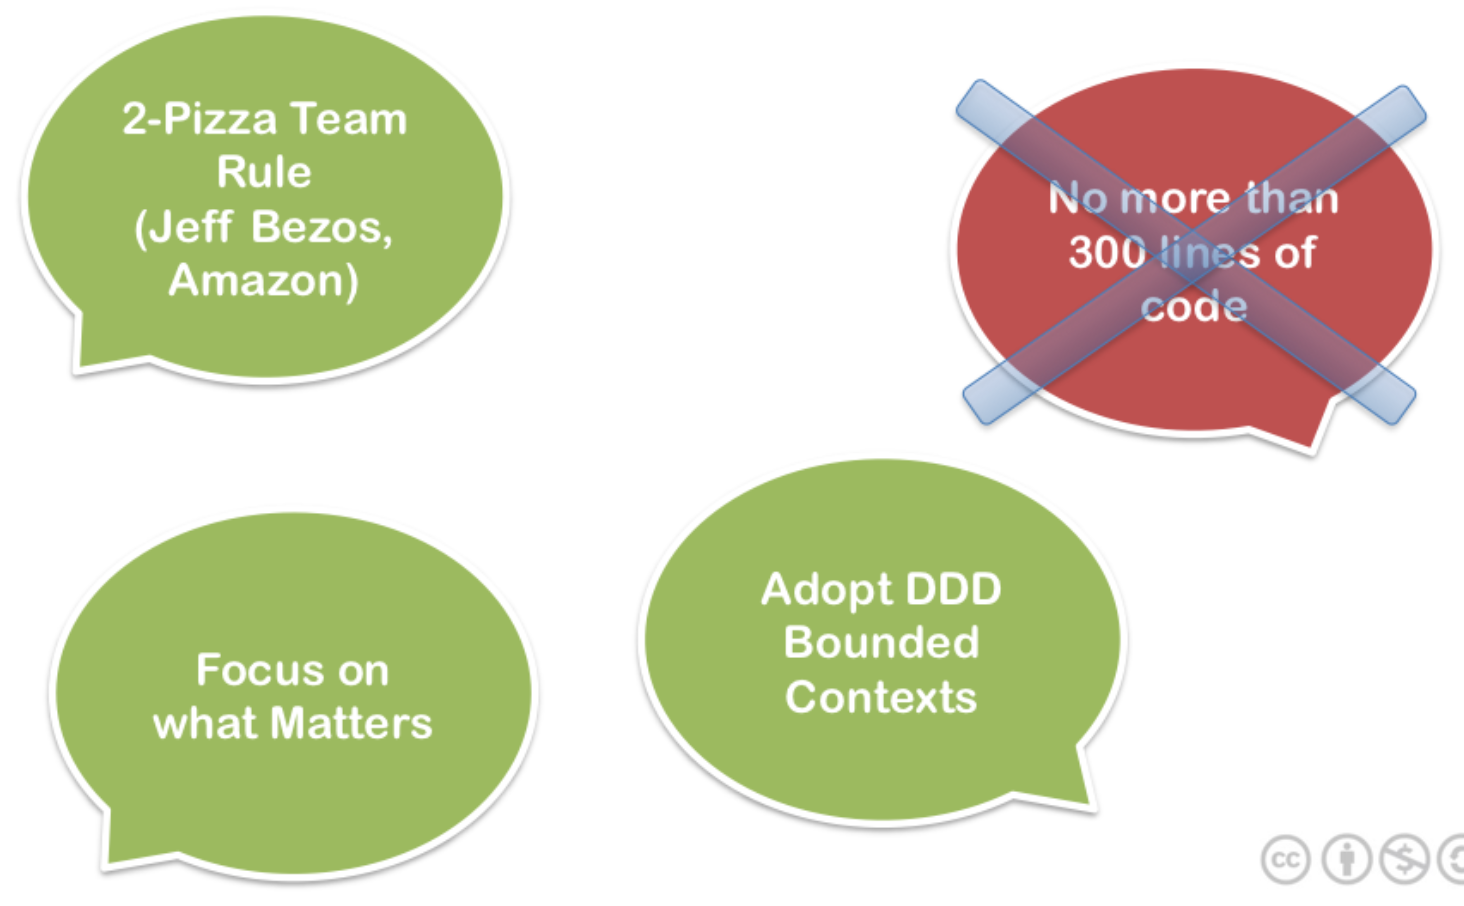 2-Pizza Team
Rule
(Jeff Bezos,
Amazon)
No more than
300 lines of
code
Focus on
what Matters
Adopt DDD
Bounded
Contexts
cc